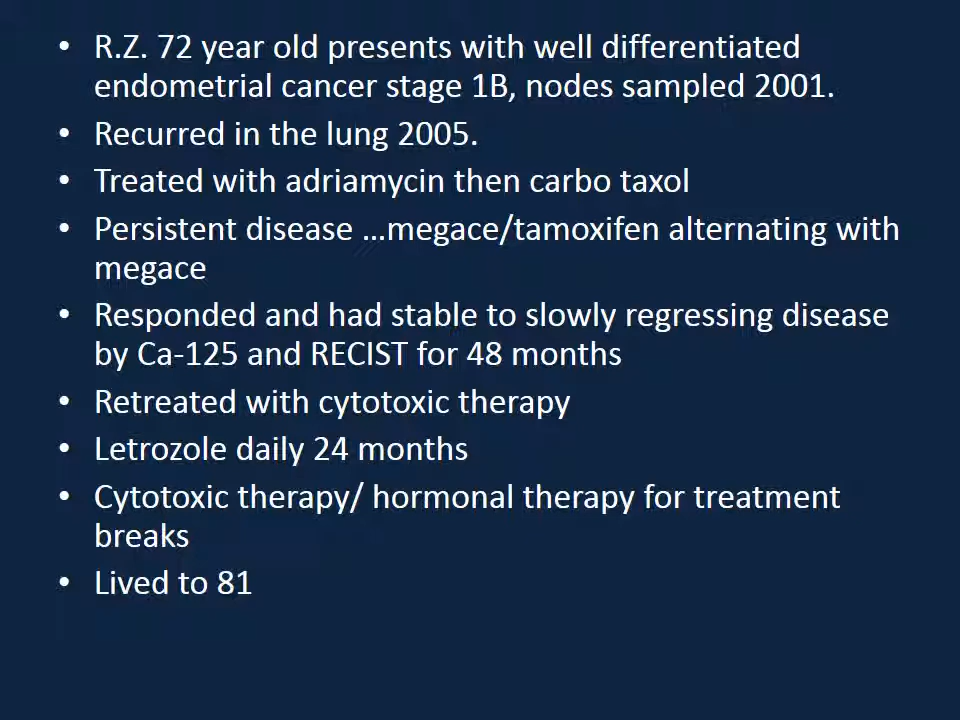 • R.Z. 72 year old presents with well differentiated
endometrial cancer stage 1B, nodes sampled 2001.
• Recurred in the lung 2005.
• Treated with adriamycin then carbo taxol
• Persistent disease …megace/tamoxifen alternating with
megace
• Responded and had stable to slowly regressing disease
by Ca-125 and RECIST for 48 months
• Retreated with cytotoxic therapy
• Letrozole daily 24 months
• Cytotoxic therapy/ hormonal therapy for treatment
breaks
• Lived to 81